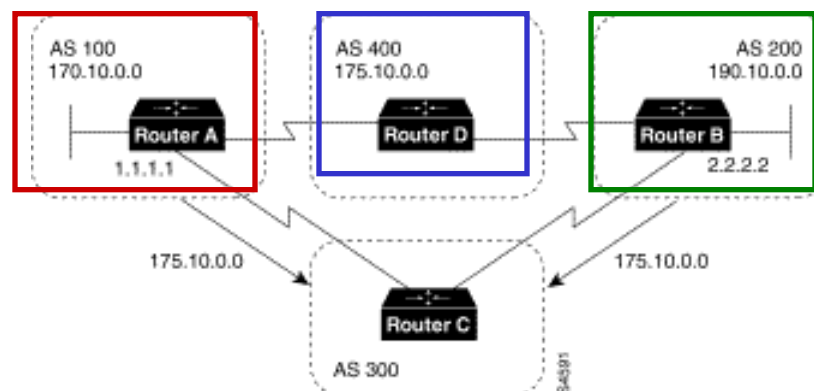 AS 100
170.10.0.0
Router A
1.1.1.1
AS 400
175.10.0.0
Router D
AS 200
190.10.0.0
Router B
2.2.2.2
175.10.0.0
175.10.0.0
Router C
AS 300
S4591